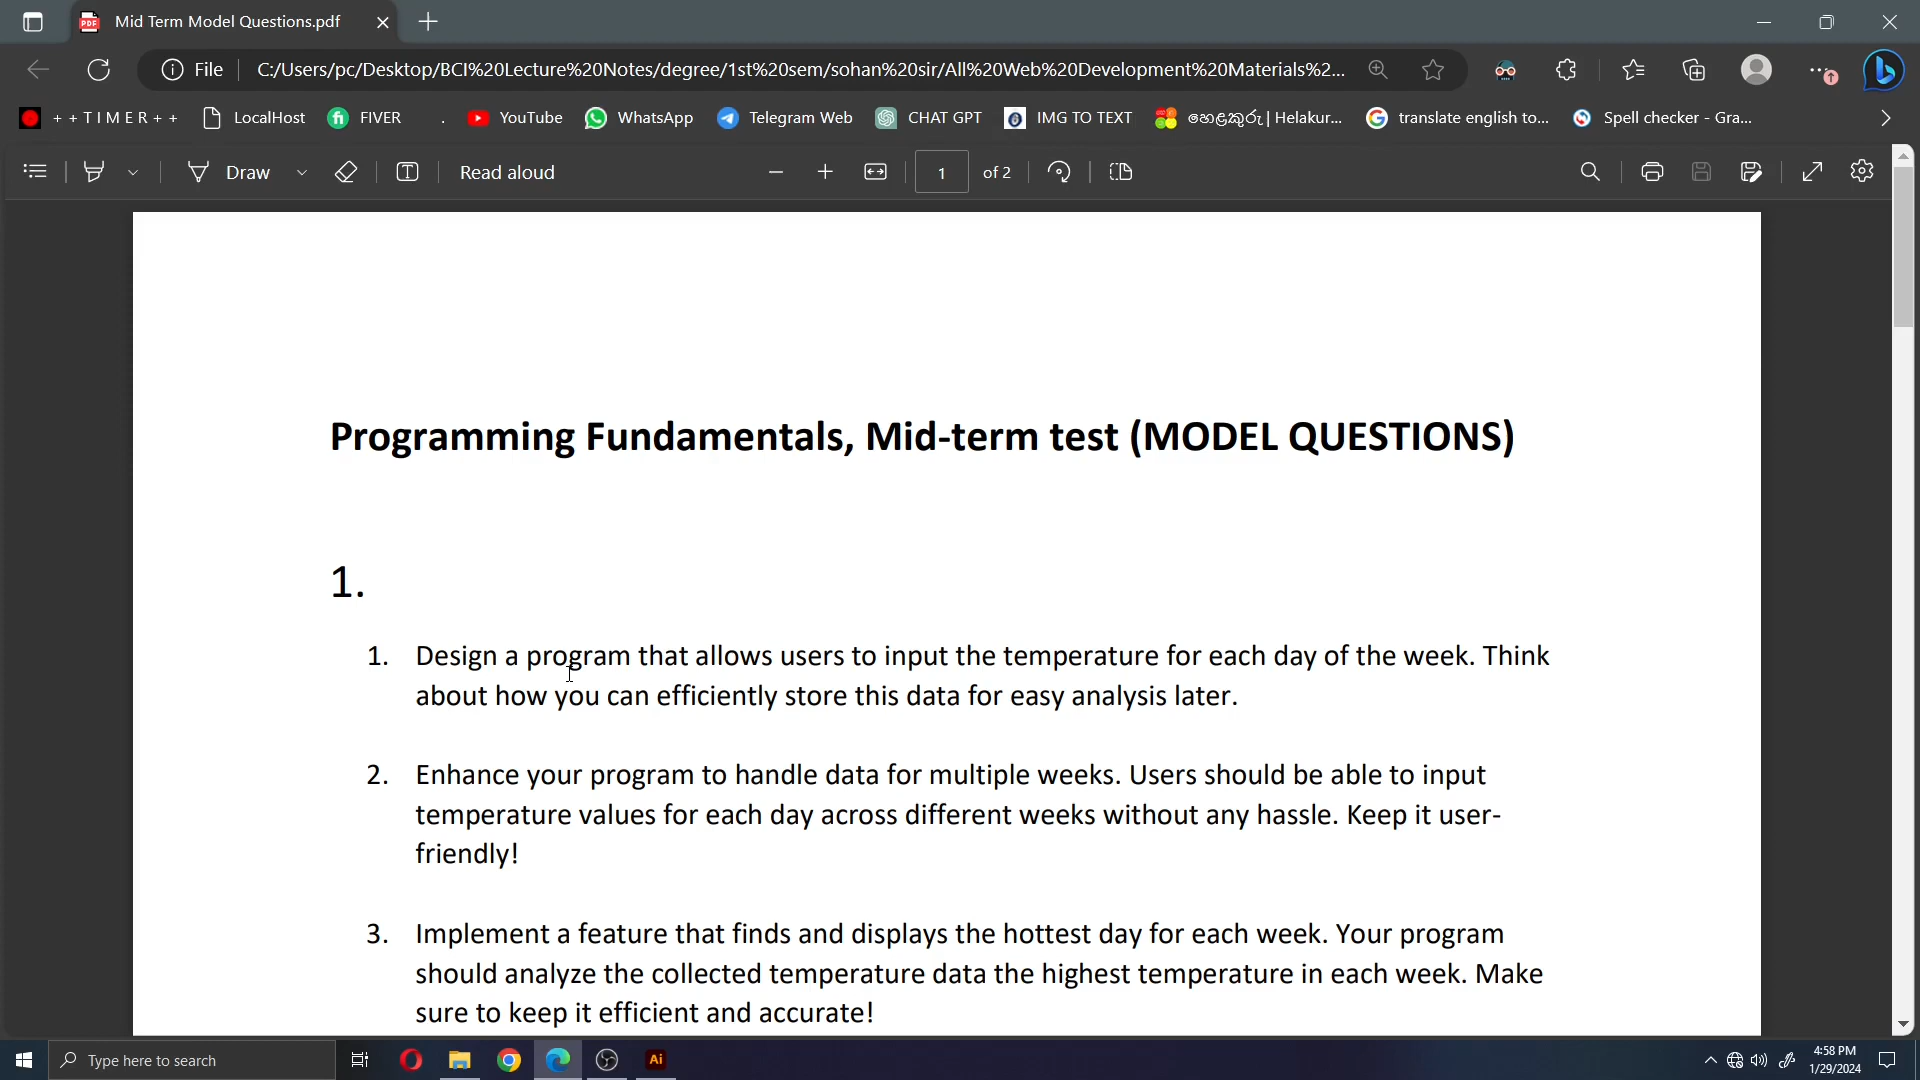 Mid Term Model Questions.pdf
File C:/Users/pc/Desktop/BCI%20Lecture%20Notes/degree/1st%20sem/sohan%20sir/All%20Web%20Development%20Materials%2...
+ + T I M E R + + LocalHost FIVER . YouTube WhatsApp Telegram Web CHAT GPT IMG TO TEXT හෙළකුරු | Helakur... translate english to... Spell checker - Gra...
Draw Read aloud 1 of 2
Programming Fundamentals, Mid-term test (MODEL QUESTIONS)
1.
1. Design a program that allows users to input the temperature for each day of the week. Think
about how you can efficiently store this data for easy analysis later.
2. Enhance your program to handle data for multiple weeks. Users should be able to input
temperature values for each day across different weeks without any hassle. Keep it user-
friendly!
3. Implement a feature that finds and displays the hottest day for each week. Your program
should analyze the collected temperature data the highest temperature in each week. Make
sure to keep it efficient and accurate!
Type here to search Ai 4:58 PM
1/29/2024